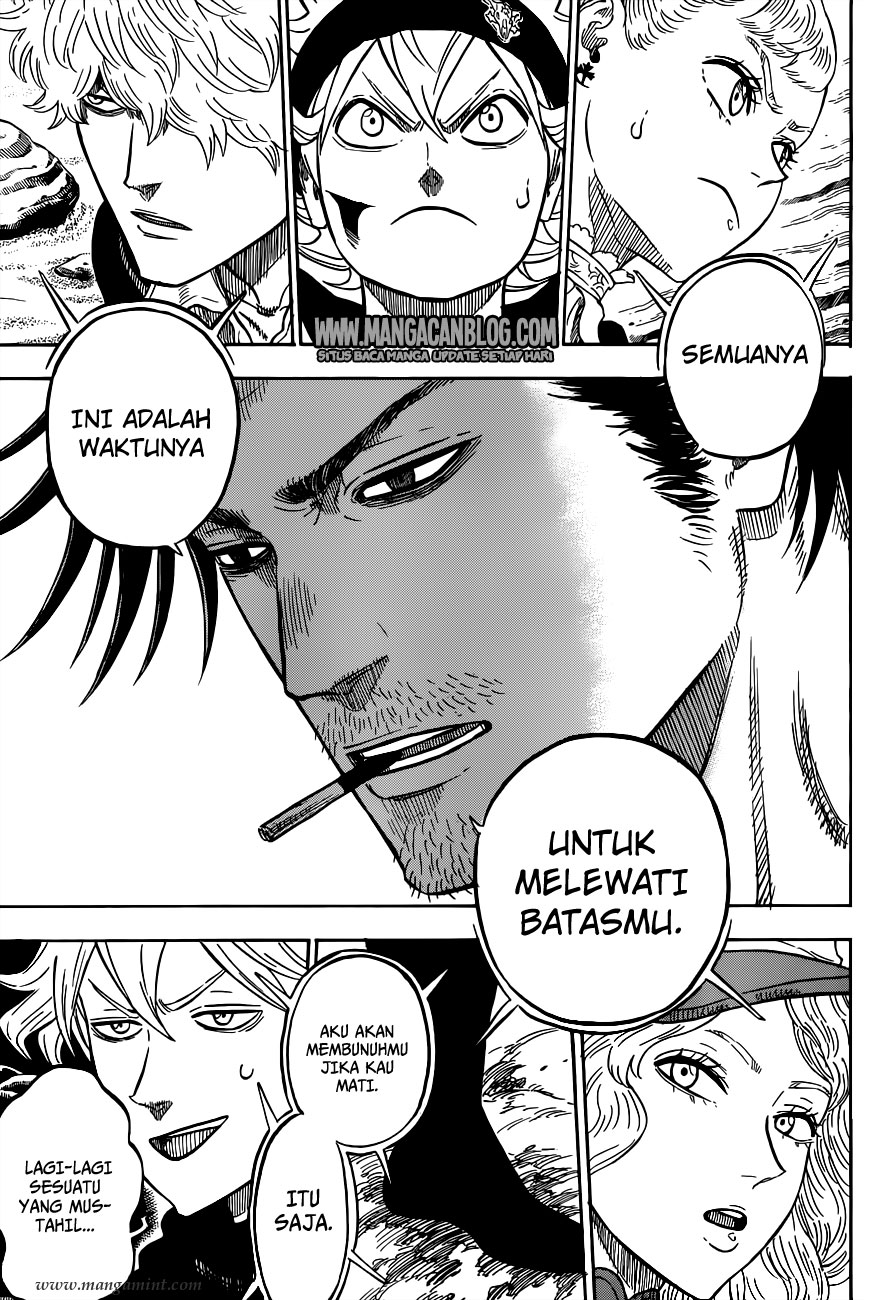 WWW.MANGACANBLOG.COM
SITUS BACA MANGA UPDATE SETIAP HARI
SEMUANYA
INI ADALAH
WAKTUNYA
UNTUK
MELEWATI
BATASMU.
AKU AKAN
MEMBUNUHMU
JIKA KAU
MATI.
ITU
SAJA.
LAGI-LAGI
SESUATU
YANG MUS-
TAHIL...
www.mangamint.com